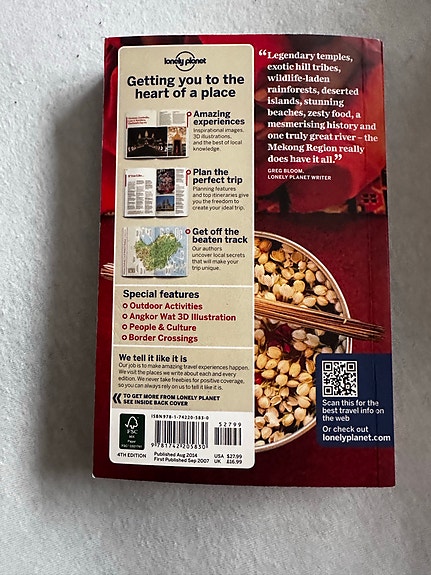 lonely planet
Getting you to the
heart of a place
Amazing
experiences
Inspirational images,
3D illustrations,
and the best of local
knowledge.
Plan the
perfect trip
Planning features
and top itineraries give
you the freedom to
create your ideal trip.
Get off the
beaten track
Our authors
uncover local secrets
that will make your
trip unique.
Special features
Outdoor Activities
Angkor Wat 3D Illustration
People & Culture
Border Crossings
We tell it like it is
Our job is to make amazing travel experiences happen.
We visit the places we write about each and every
edition. We never take freebies for positive coverage,
so you can always rely on us to tell it like it is.
TO GET MORE FROM LONELY PLANET
SEE INSIDE BACK COVER
FSC
MIX
Paper
ISBN 978-1-74220-583-0
52799
9 781742 205830
4TH EDITION
Published Aug 2014
First Published Sep 2007
USA $27.99
UK £16.99
“Legendary temples,
exotic hill tribes,
wildlife-laden
rainforests, deserted
islands, stunning
beaches, zesty food, a
mesmerising history and
one truly great river – the
Mekong Region really
does have it all.”
GREG BLOOM,
LONELY PLANET WRITER
Scan this for the
best travel info on
the web
Or check out
lonelyplanet.com